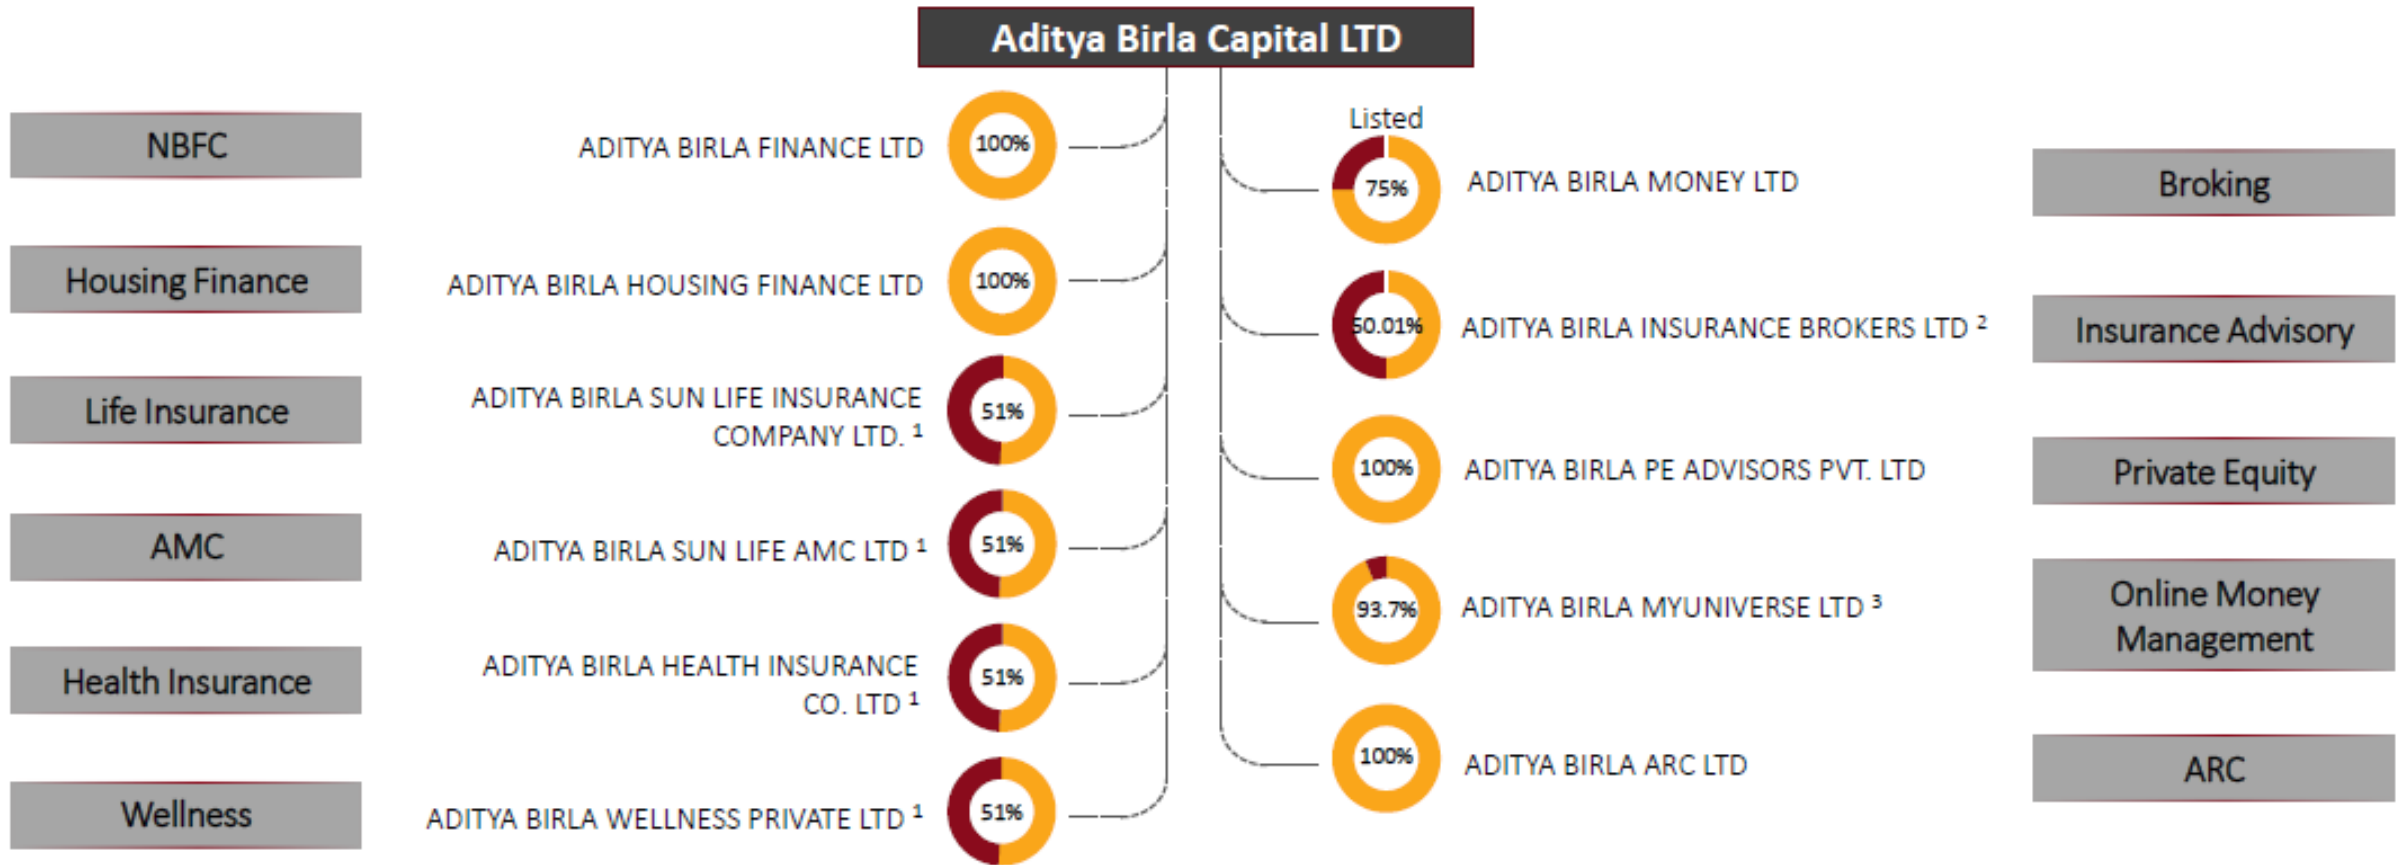 Aditya Birla Capital LTD
NBFC
ADITYA BIRLA FINANCE LTD
100%
Housing Finance
ADITYA BIRLA HOUSING FINANCE LTD
100%
Life Insurance
ADITYA BIRLA SUN LIFE INSURANCE
COMPANY LTD. ¹
51%
AMC
ADITYA BIRLA SUN LIFE AMC LTD ¹
51%
Health Insurance
ADITYA BIRLA HEALTH INSURANCE
CO. LTD ¹
51%
Wellness
ADITYA BIRLA WELLNESS PRIVATE LTD ¹
51%
Listed
75%
ADITYA BIRLA MONEY LTD
Broking
50.01%
ADITYA BIRLA INSURANCE BROKERS LTD ²
Insurance Advisory
100%
ADITYA BIRLA PE ADVISORS PVT. LTD
Private Equity
93.7%
ADITYA BIRLA MYUNIVERSE LTD ³
Online Money
Management
100%
ADITYA BIRLA ARC LTD
ARC